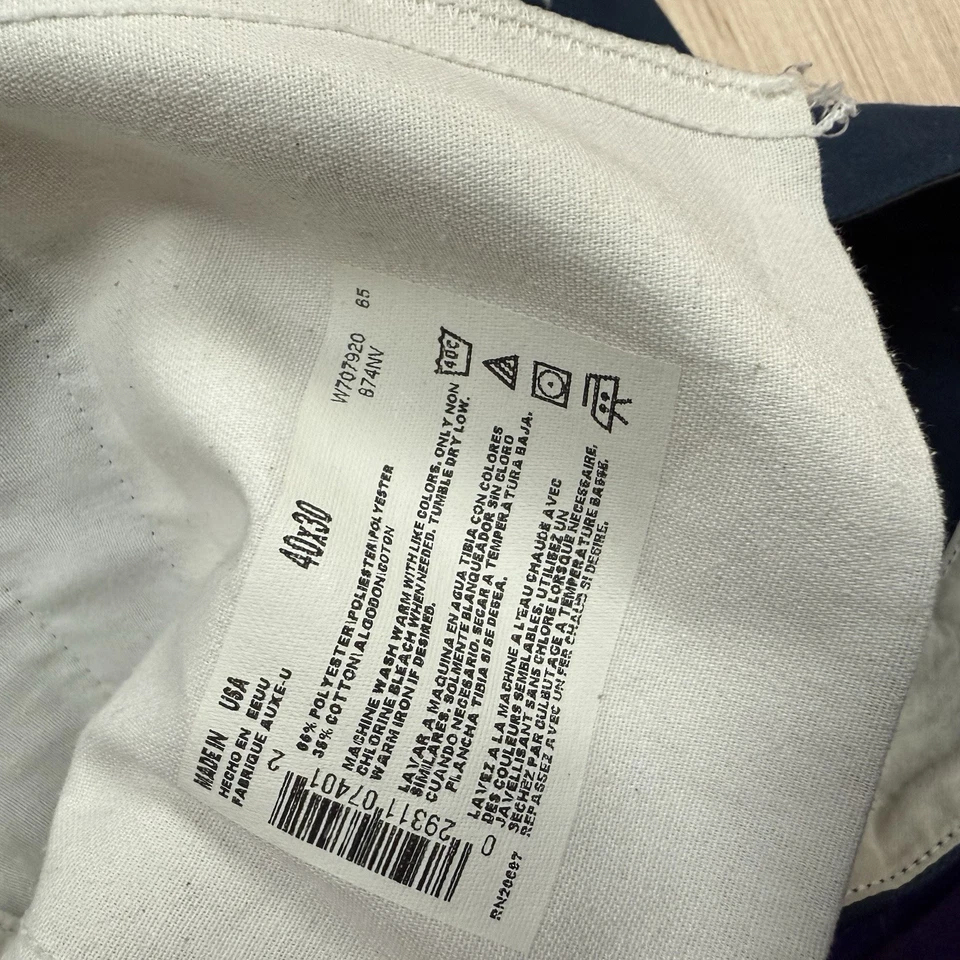 W707920 65
874NV
40x30
MADE IN USA
HECHO EN EEUU
FABRIQUE AUXE-U
65% POLYESTER\POLIESTER\POLYESTER
35% COTTON\ALGODON\COTON
MACHINE WASH WARM WITH LIKE COLORS. ONLY NON
CHLORINE BLEACH WHEN NEEDED. TUMBLE DRY LOW.
WARM IRON IF DESIRED.
LAVAR A MAQUINA EN AGUA TIBIA CON COLORES
SIMILARES. SOLMENTE BLANQUEADOR SIN CLORO
CUANDO NECESARIO. SECAR A TEMPERATURA BAJA.
PLANCHA TIBIA SI SE DESEA.
LAVEZ A LA MACHINE A L'EAU CHAUDE AVEC
DES COULEURS SEMBLABLES. UTILISEZ UN
JAVELISANT SANS CHLORE LORSQUE NECESSAIRE.
SECHEZ PAR CULBUTAGE A TEMPERATURE BASSE.
REPASSEZ AVEC UN FER CHAUD SI DESIRE.
40C
0 29311 07401 2
RN20697